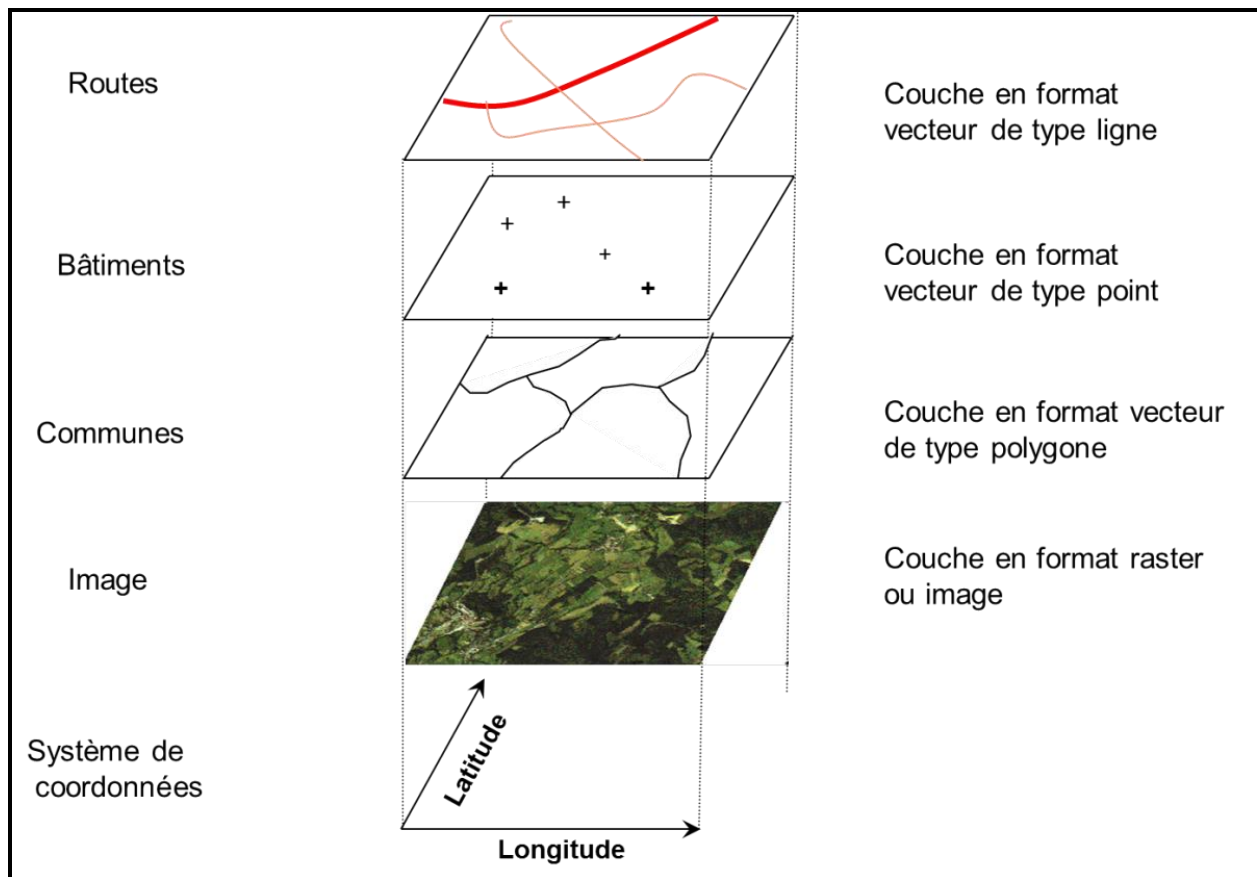 Routes
Couche en format
vecteur de type ligne
Bâtiments
Couche en format
vecteur de type point
Communes
Couche en format vecteur
de type polygone
Image
Couche en format raster
ou image
Système de
coordonnées
Latitude
Longitude